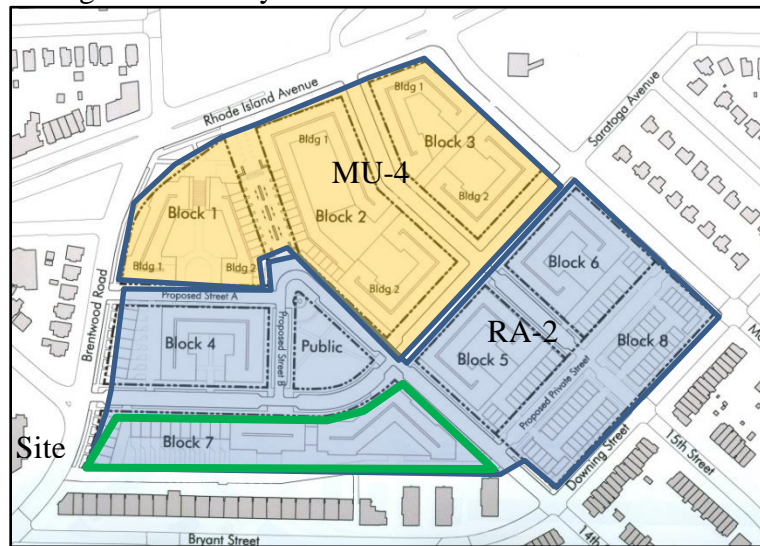 Rhode Island Avenue
Saratoga Avenue
Bldg 1
Block 3
Bldg 1
MU-4
Bldg 2
Block 1
Block 2
Bldg 1
Bldg 2
Bldg 2
Block 6
Brentwood Road
Proposed Street A
Proposed Street B
Public
RA-2
Block 4
Block 5
Block 8
Proposed Private Street
Site
Block 7
Downing Street
15th Street
14th
Bryant Street